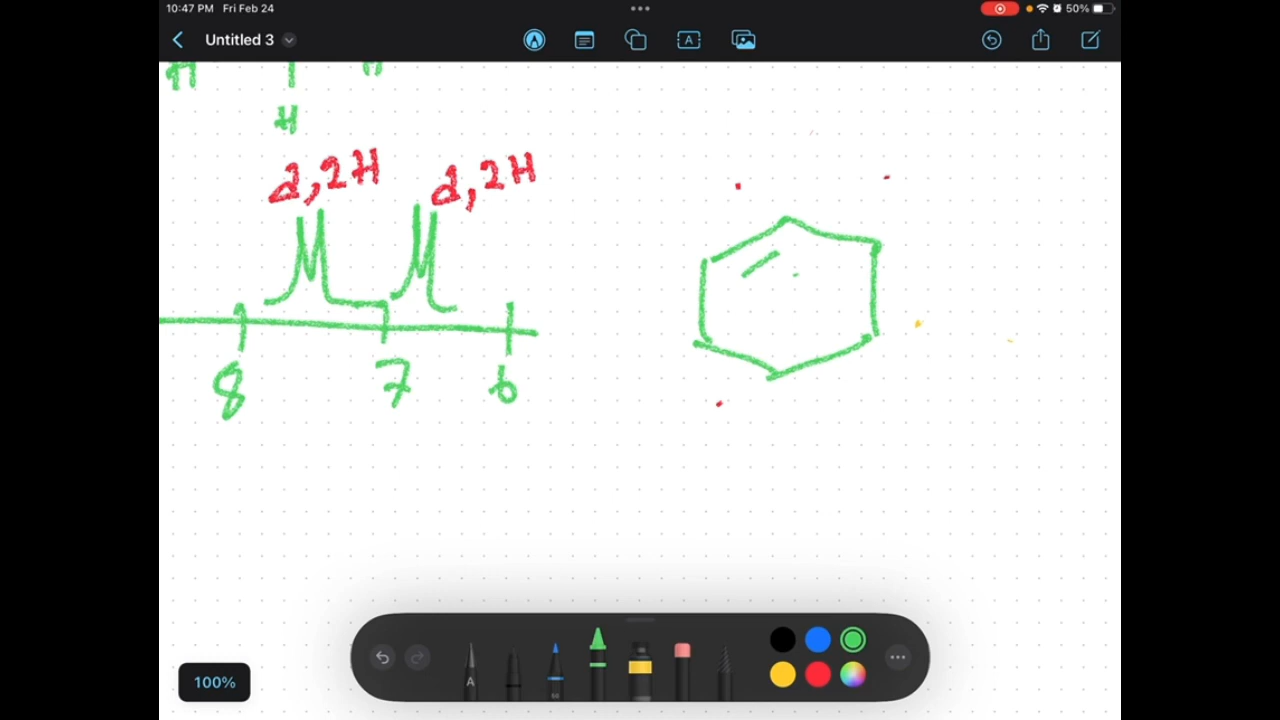 10:47 PM Fri Feb 24
50%
Untitled 3
A
H H
H
d,2H d,2H
8 7 6
A
100%